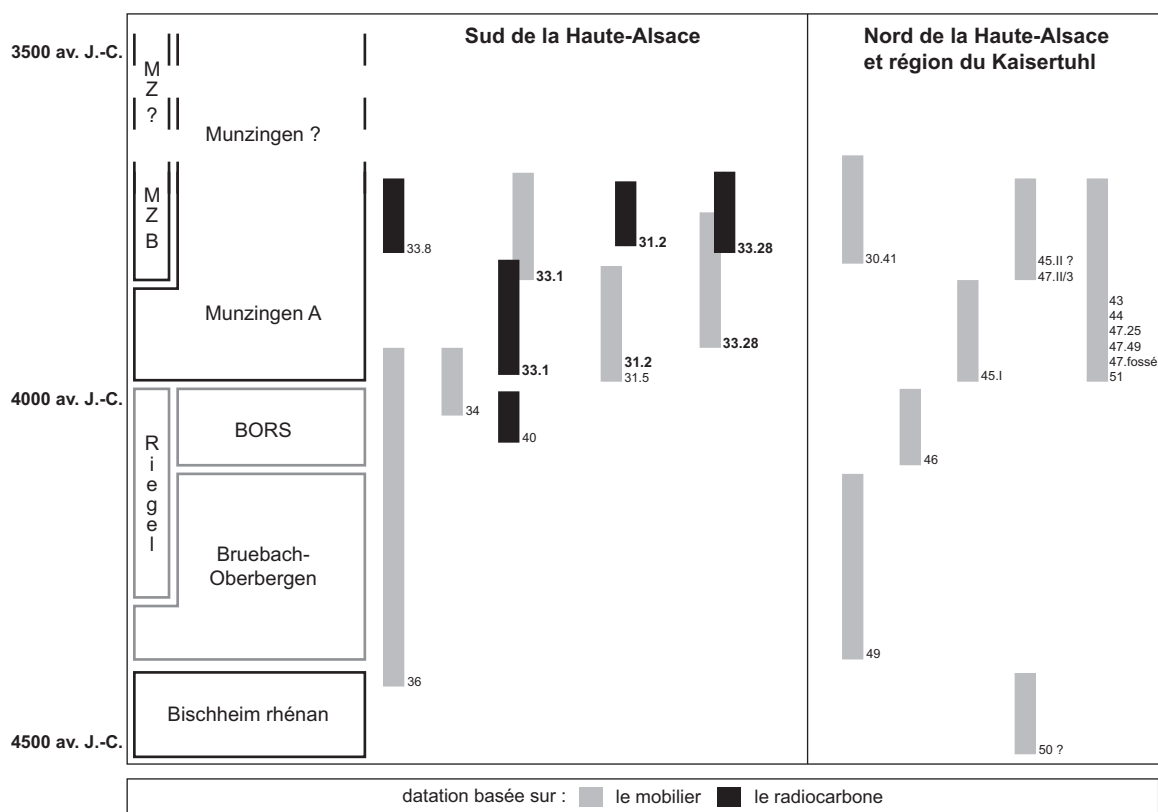 Sud de la Haute-Alsace
Nord de la Haute-Alsace
et région du Kaisertuhl
3500 av. J.-C.
4000 av. J.-C.
4500 av. J.-C.
MZ ?
Munzingen ?
MZ B
Munzingen A
Riegel
BORS
Bruebach-
Oberbergen
Bischheim rhénan
33.8
33.1
31.2
33.28
33.1
31.2
31.5
33.28
34
40
36
30.41
45.II ?
47.II/3
43
44
47.25
47.49
47.fossé
51
45.I
46
49
50 ?
datation basée sur : le mobilier le radiocarbone